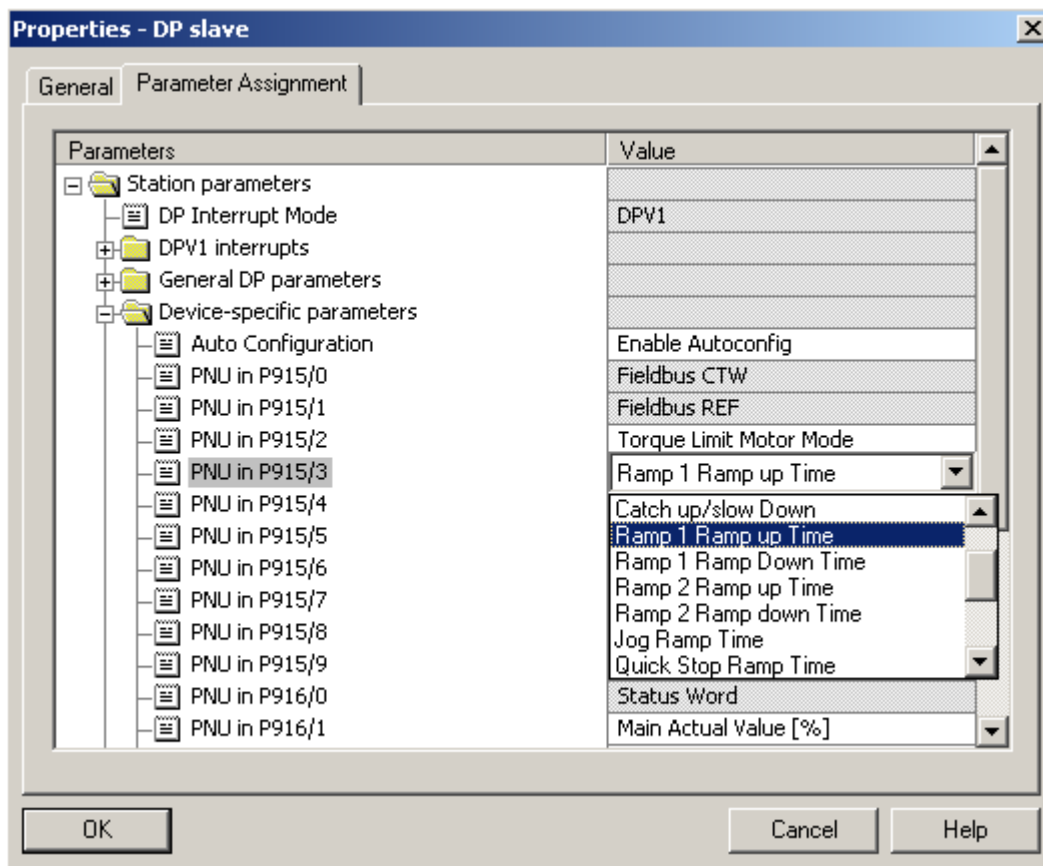 Properties - DP slave
General Parameter Assignment
Parameters Value
Station parameters
DP Interrupt Mode DPV1
DPV1 interrupts
General DP parameters
Device-specific parameters
Auto Configuration Enable Autoconfig
PNU in P915/0 Fieldbus CTW
PNU in P915/1 Fieldbus REF
PNU in P915/2 Torque Limit Motor Mode
PNU in P915/3 Ramp 1 Ramp up Time
PNU in P915/4 Catch up/slow Down
PNU in P915/5 Ramp 1 Ramp up Time
Ramp 1 Ramp Down Time
PNU in P915/6 Ramp 2 Ramp up Time
PNU in P915/7 Ramp 2 Ramp down Time
PNU in P915/8 Jog Ramp Time
PNU in P915/9 Quick Stop Ramp Time
PNU in P916/0 Status Word
PNU in P916/1 Main Actual Value [%]
OK Cancel Help